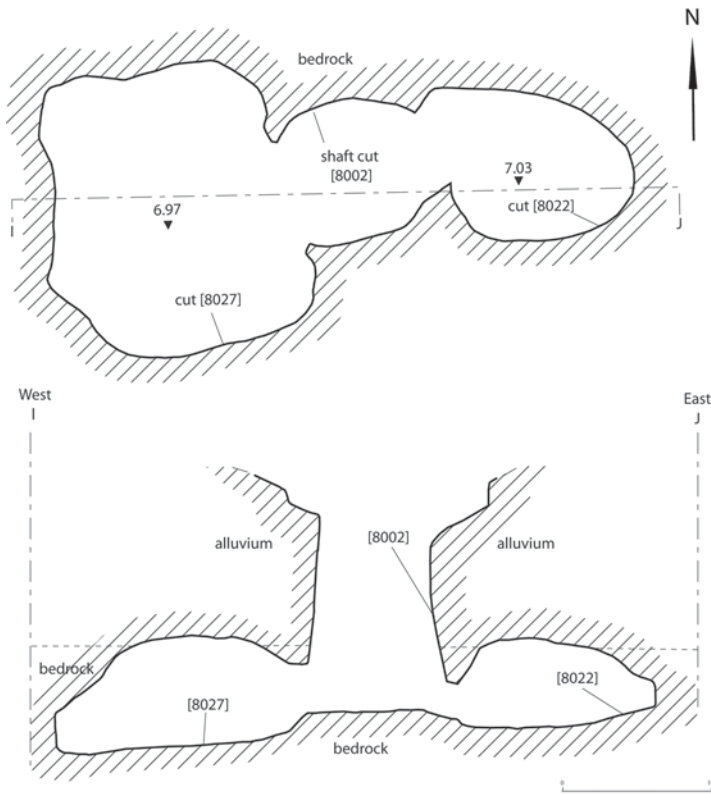 N
bedrock
shaft cut
[8002]
7.03
6.97
cut [8022]
I
J
cut [8027]
West
I
East
J
[8002]
alluvium
alluvium
bedrock
[8022]
[8027]
bedrock